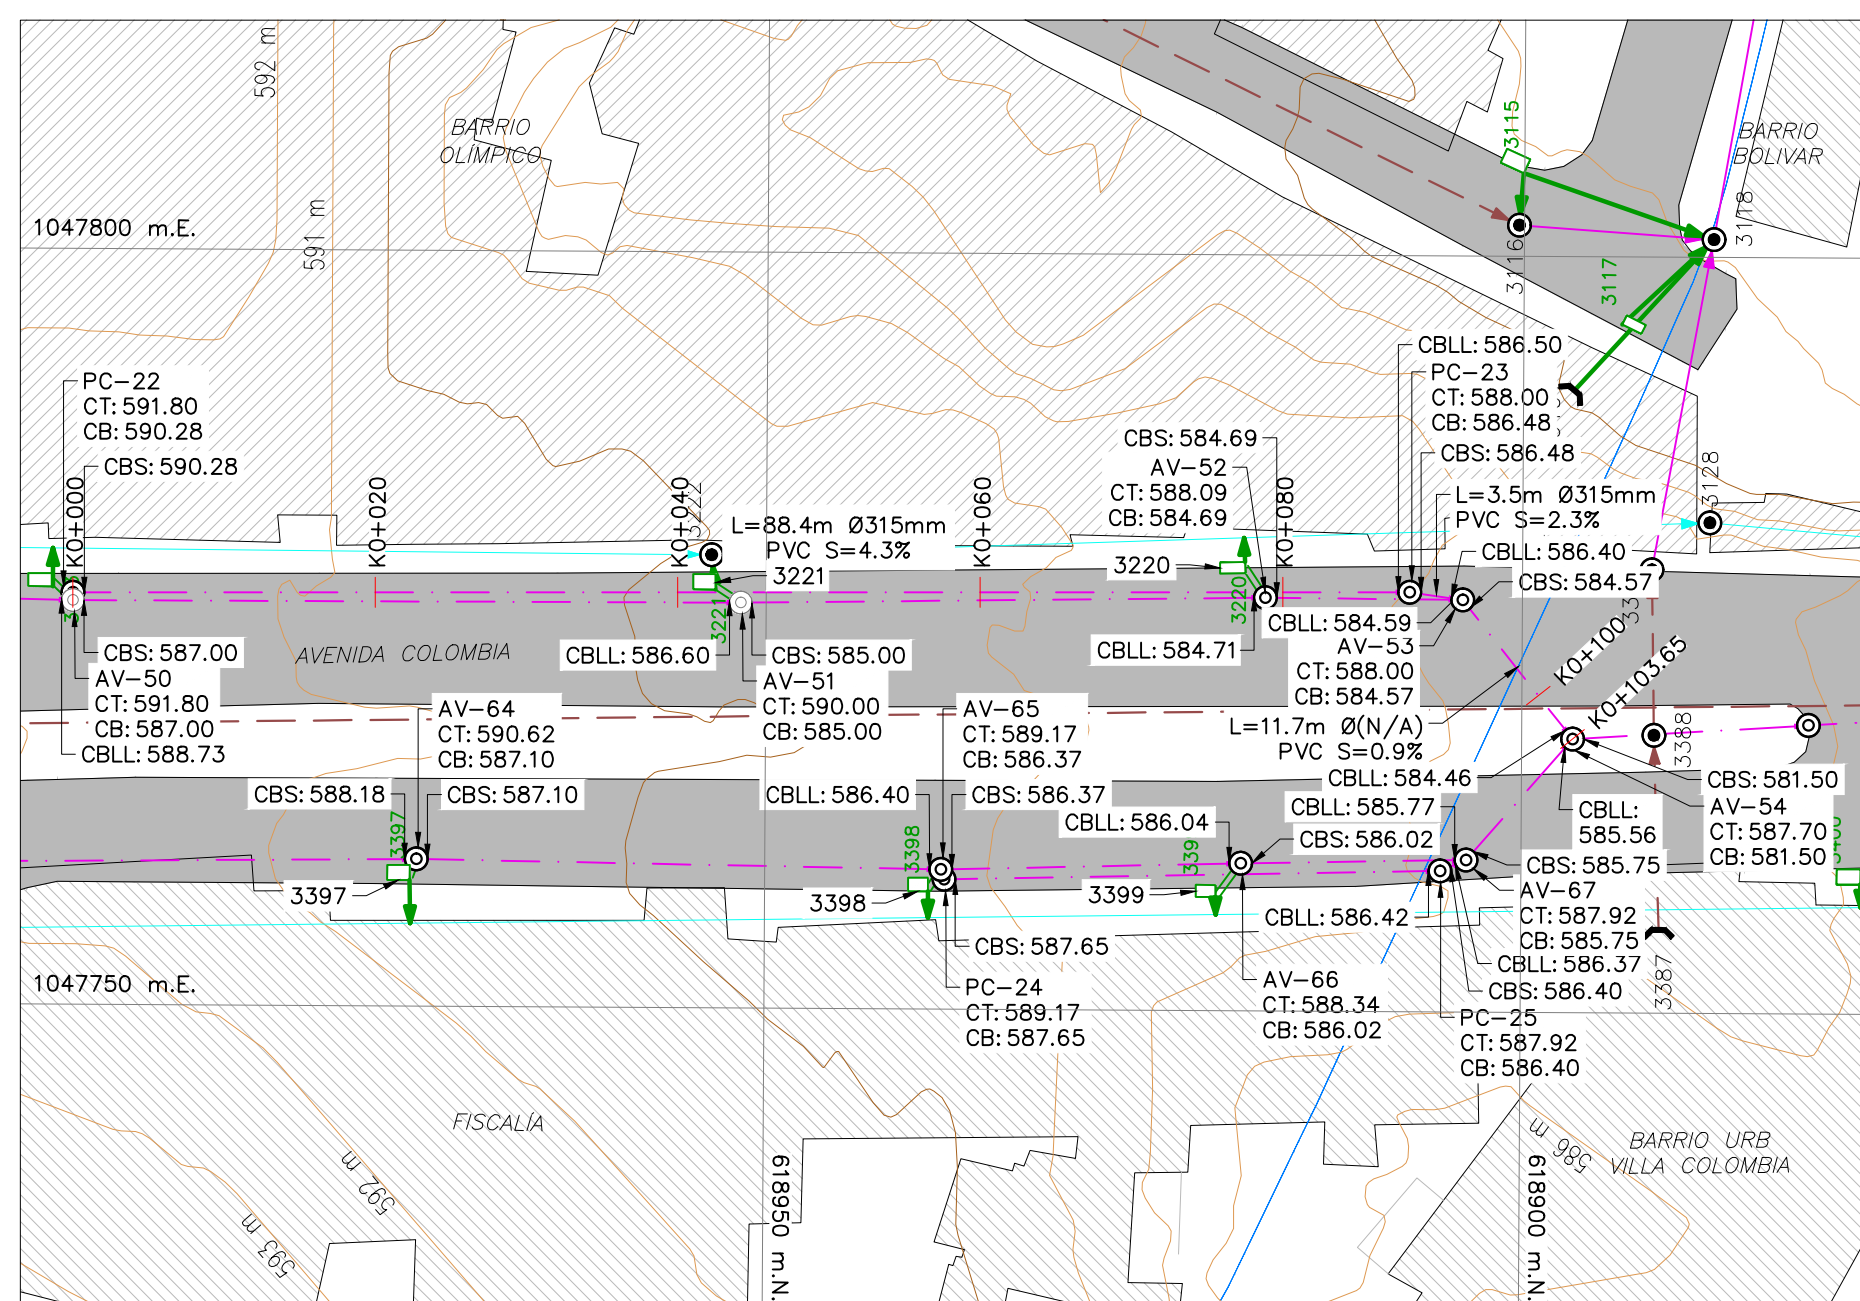 592 m
591 m
BARRIO
OLÍMPICO
3115
BARRIO
BOLIVAR
3118
3116
3117
1047800 m.E.
PC-22
CT: 591.80
CB: 590.28
CBS: 590.28
K0+000
K0+020
K0+040
3222
L=88.4m Ø315mm
PVC S=4.3%
K0+060
K0+080
CBS: 584.69
AV-52
CT: 588.09
CB: 584.69
CBLL: 586.50
PC-23
CT: 588.00
CB: 586.48
CBS: 586.48
L=3.5m Ø315mm
PVC S=2.3%
3128
CBLL: 586.40
CBS: 584.57
3221
3221
3220
3220
CBS: 587.00
AV-50
CT: 591.80
CB: 587.00
CBLL: 588.73
AVENIDA COLOMBIA
CBLL: 586.60
CBS: 585.00
AV-51
CT: 590.00
CB: 585.00
CBLL: 584.71
CBLL: 584.59
AV-53
CT: 588.00
CB: 584.57
K0+100
K0+103.65
L=11.7m Ø(N/A)
PVC S=0.9%
CBLL: 584.46
3388
AV-64
CT: 590.62
CB: 587.10
CBS: 588.18
CBS: 587.10
AV-65
CT: 589.17
CB: 586.37
CBLL: 586.40
CBS: 586.37
CBLL: 586.04
CBS: 586.02
CBLL: 585.77
CBLL:
585.56
CBS: 581.50
AV-54
CT: 587.70
CB: 581.50
3397
3397
3398
3398
339
3399
CBS: 585.75
AV-67
CT: 587.92
CB: 585.75
CBLL: 586.42
CBLL: 586.37
CBS: 586.40
CBS: 587.65
PC-24
CT: 589.17
CB: 587.65
AV-66
CT: 588.34
CB: 586.02
PC-25
CT: 587.92
CB: 586.40
3387
1047750 m.E.
FISCALÍA
592 m
593 m
618950 m.N.
618900 m.N.
586 m
BARRIO URB
VILLA COLOMBIA